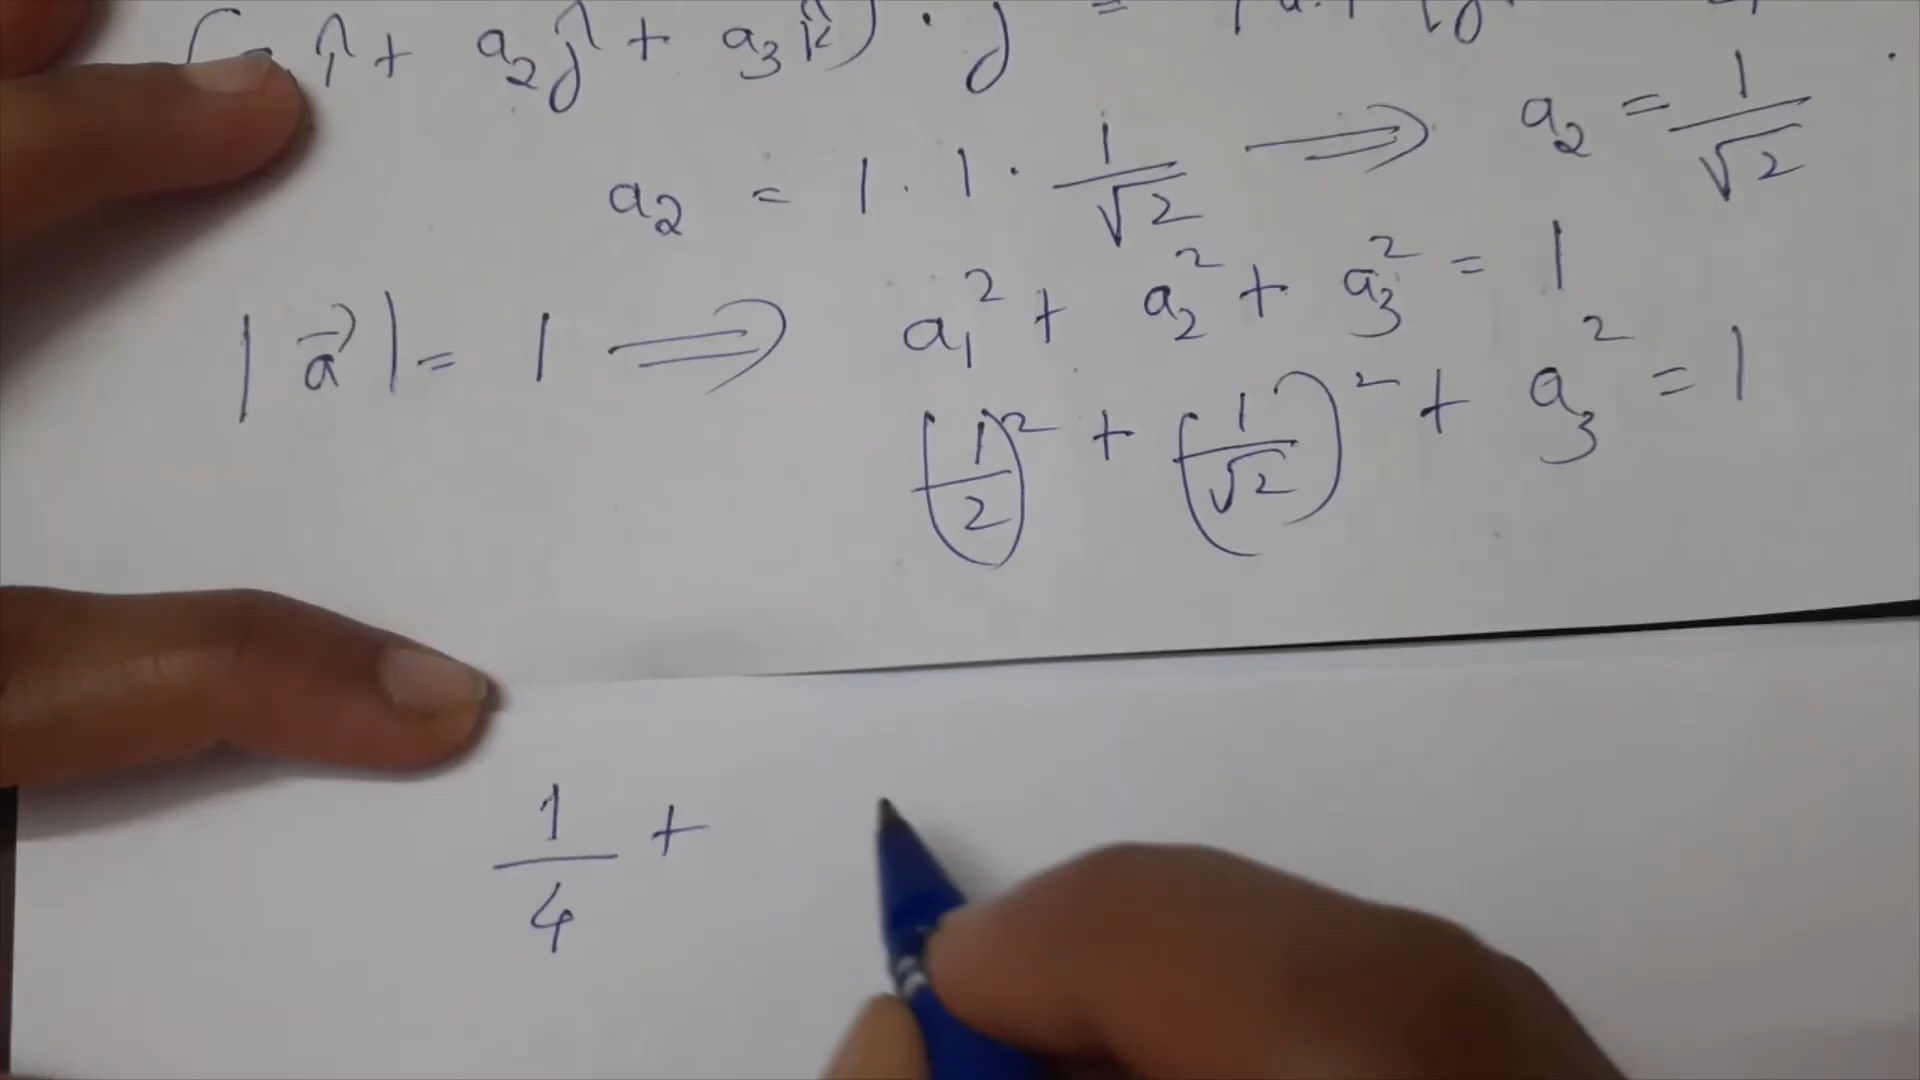 î + a₂ĵ + a₃k̂) · j =
a₂ = 1 · 1 · 1/√2 ⟹ a₂ = 1/√2
|a⃗| = 1 ⟹ a₁² + a₂² + a₃² = 1
(1/2)² + (1/√2)² + a₃² = 1
1/4 +